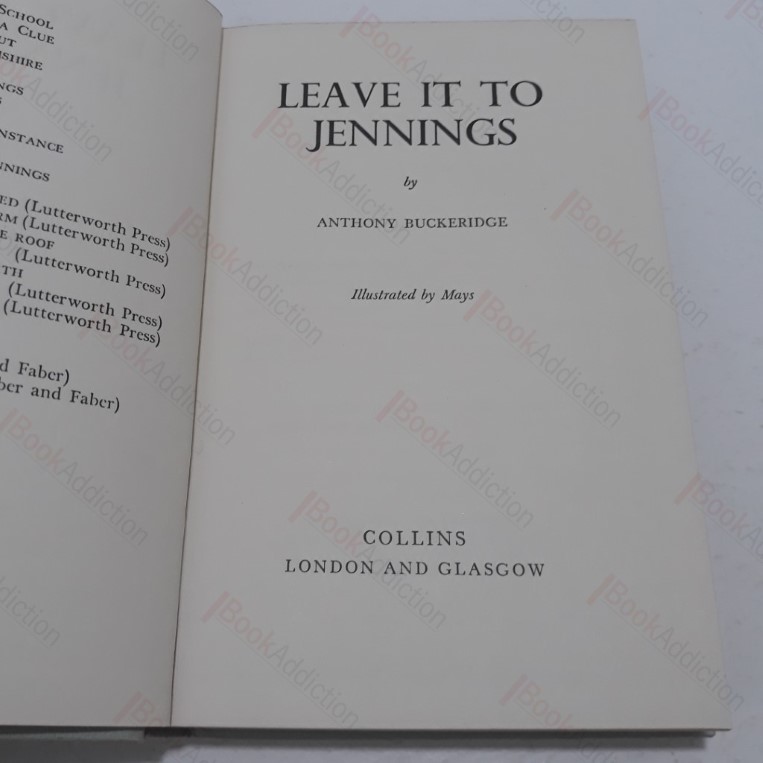 SCHOOL
A CLUE
UT
ISHIRE
NGS
S
NSTANCE
NNINGS
ED (Lutterworth Press)
RM (Lutterworth Press)
E ROOF
(Lutterworth Press)
TH
(Lutterworth Press)
(Lutterworth Press)
d Faber)
ber and Faber)
LEAVE IT TO
JENNINGS
by
ANTHONY BUCKERIDGE
Illustrated by Mays
COLLINS
LONDON AND GLASGOW
BookAddiction